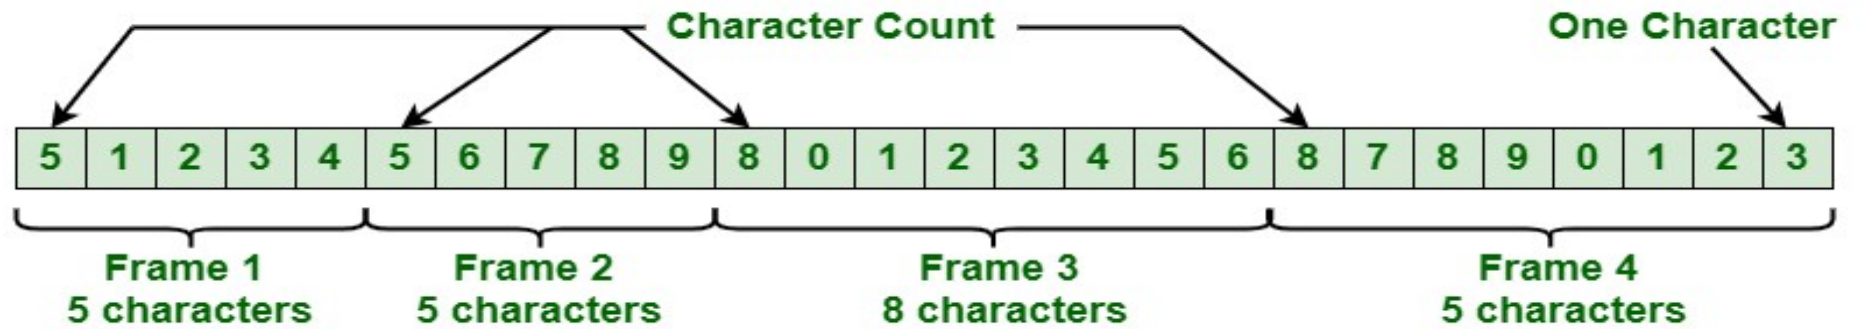 Character Count One Character
5 1 2 3 4 5 6 7 8 9 8 0 1 2 3 4 5 6 8 7 8 9 0 1 2 3
Frame 1 Frame 2 Frame 3 Frame 4
5 characters 5 characters 8 characters 5 characters